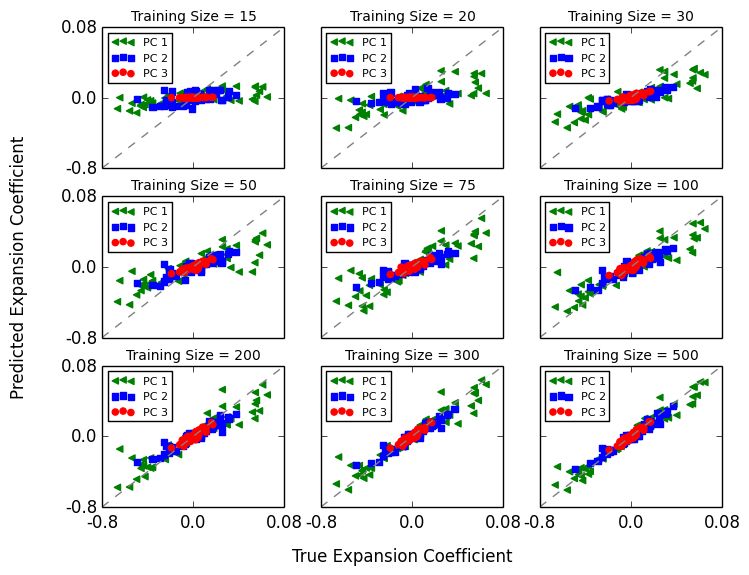 Training Size = 15
Training Size = 20
Training Size = 30
0.08
0.0
-0.8
PC 1
PC 2
PC 3
PC 1
PC 2
PC 3
PC 1
PC 2
PC 3
Training Size = 50
Training Size = 75
Training Size = 100
0.08
0.0
-0.8
PC 1
PC 2
PC 3
PC 1
PC 2
PC 3
PC 1
PC 2
PC 3
Training Size = 200
Training Size = 300
Training Size = 500
0.08
0.0
-0.8
PC 1
PC 2
PC 3
PC 1
PC 2
PC 3
PC 1
PC 2
PC 3
-0.8 0.0 0.08
-0.8 0.0 0.08
-0.8 0.0 0.08
Predicted Expansion Coefficient
True Expansion Coefficient